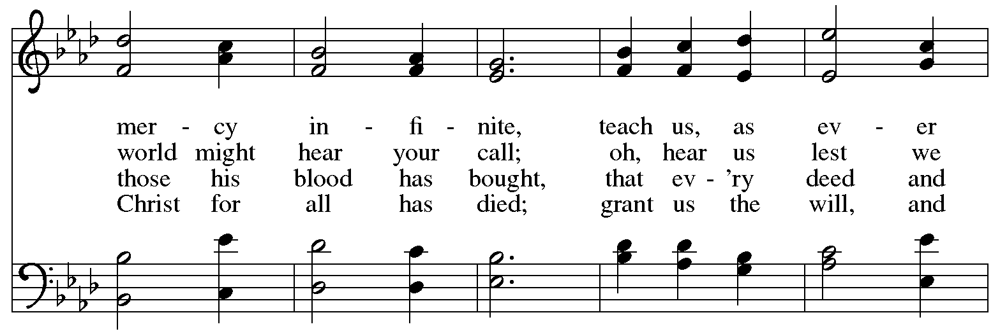 mer - cy in - fi - nite, teach us, as ev - er
world might hear your call; oh, hear us lest we
those his blood has bought, that ev - ’ry deed and
Christ for all has died; grant us the will, and